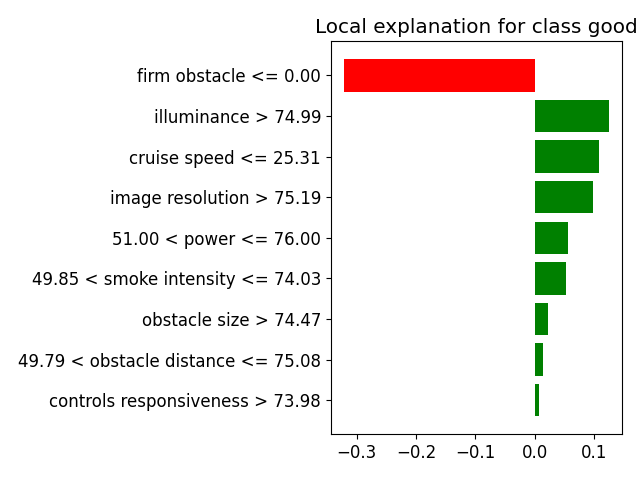 Local explanation for class good
firm obstacle <= 0.00
illuminance > 74.99
cruise speed <= 25.31
image resolution > 75.19
51.00 < power <= 76.00
49.85 < smoke intensity <= 74.03
obstacle size > 74.47
49.79 < obstacle distance <= 75.08
controls responsiveness > 73.98
−0.3 −0.2 −0.1 0.0 0.1